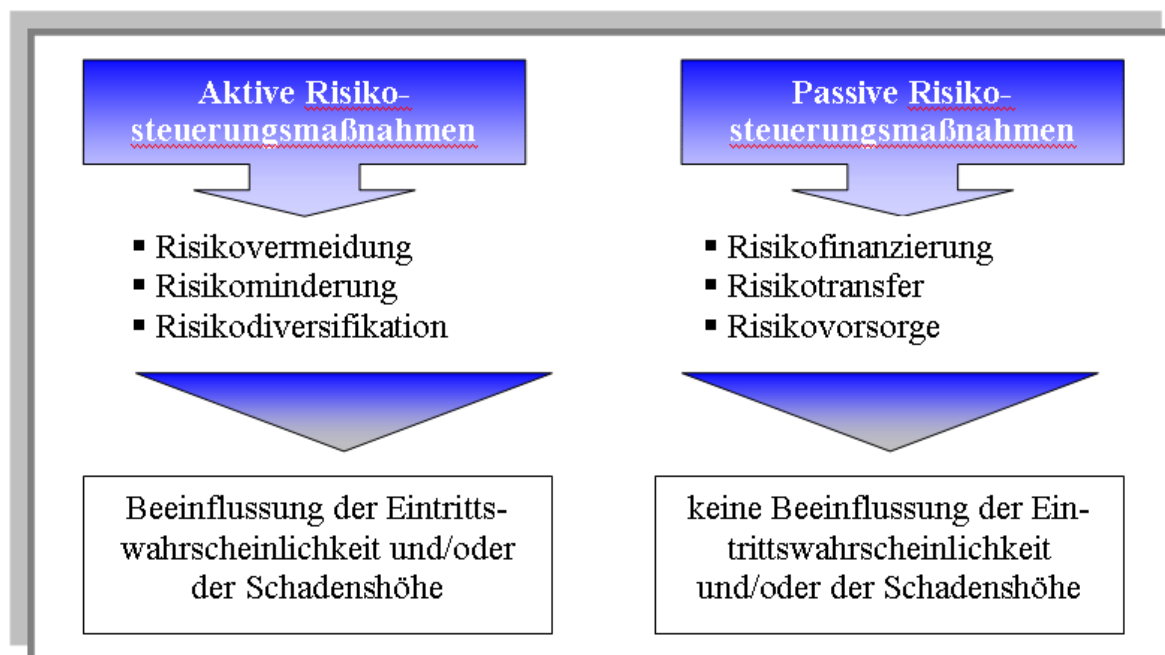 Aktive Risiko-
steuerungsmaßnahmen
▪ Risikovermeidung
▪ Risikominderung
▪ Risikodiversifikation
Beeinflussung der Eintritts-
wahrscheinlichkeit und/oder
der Schadenshöhe
Passive Risiko-
steuerungsmaßnahmen
▪ Risikofinanzierung
▪ Risikotransfer
▪ Risikovorsorge
keine Beeinflussung der Ein-
trittswahrscheinlichkeit
und/oder der Schadenshöhe